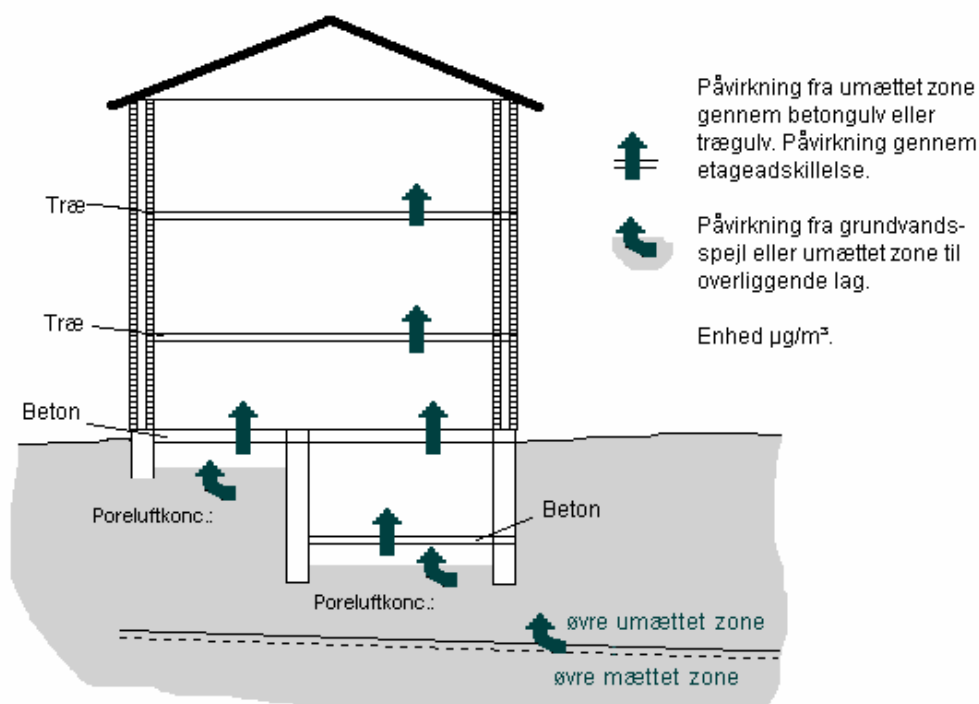 Påvirkning fra umættet zone
gennem betongulv eller
trægulv. Påvirkning gennem
etageadskillelse.
Træ
Påvirkning fra grundvands-
spejl eller umættet zone til
overliggende lag.
Træ
Enhed µg/m³.
Beton
Poreluftkonc.:
Beton
Poreluftkonc.:
øvre umættet zone
øvre mættet zone